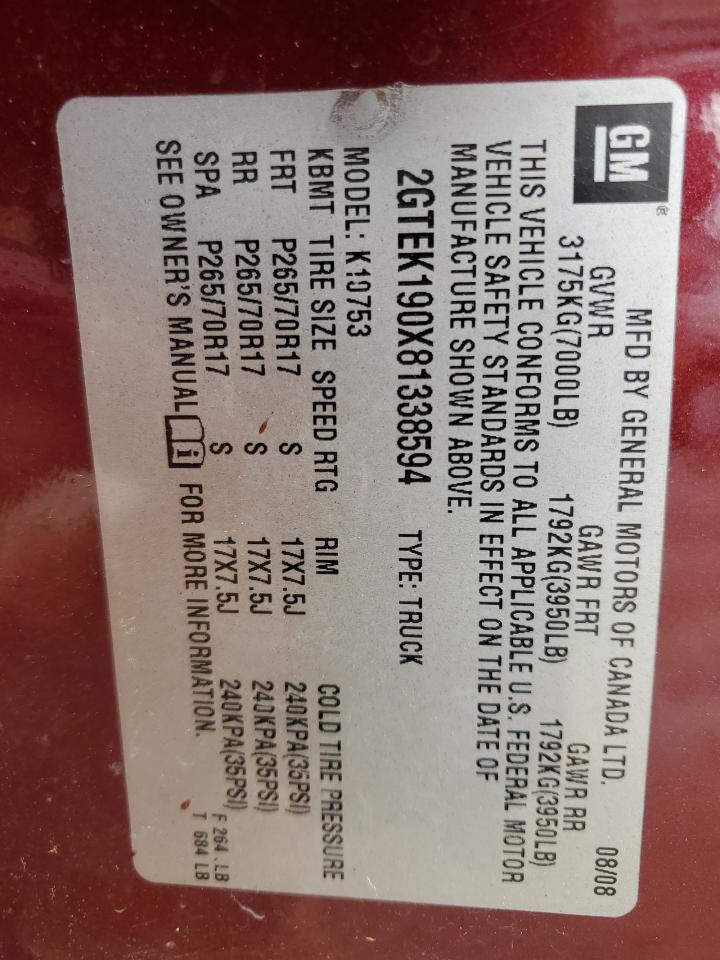 GM®
MFD BY GENERAL MOTORS OF CANADA LTD. 08/08
GVWR GAWR FRT GAWR RR
3175KG(7000LB) 1792KG(3950LB) 1792KG(3950LB)
THIS VEHICLE CONFORMS TO ALL APPLICABLE U.S. FEDERAL MOTOR
VEHICLE SAFETY STANDARDS IN EFFECT ON THE DATE OF
MANUFACTURE SHOWN ABOVE.
2GTEK190X81338594 TYPE: TRUCK
MODEL: K10753
KBMT TIRE SIZE SPEED RTG RIM COLD TIRE PRESSURE
FRT P265/70R17 S 17X7.5J 240KPA(35PSI)
RR P265/70R17 S 17X7.5J 240KPA(35PSI)
SPA P265/70R17 S 17X7.5J 240KPA(35PSI)
SEE OWNER'S MANUAL FOR MORE INFORMATION.
F 264 LB
T 684 LB